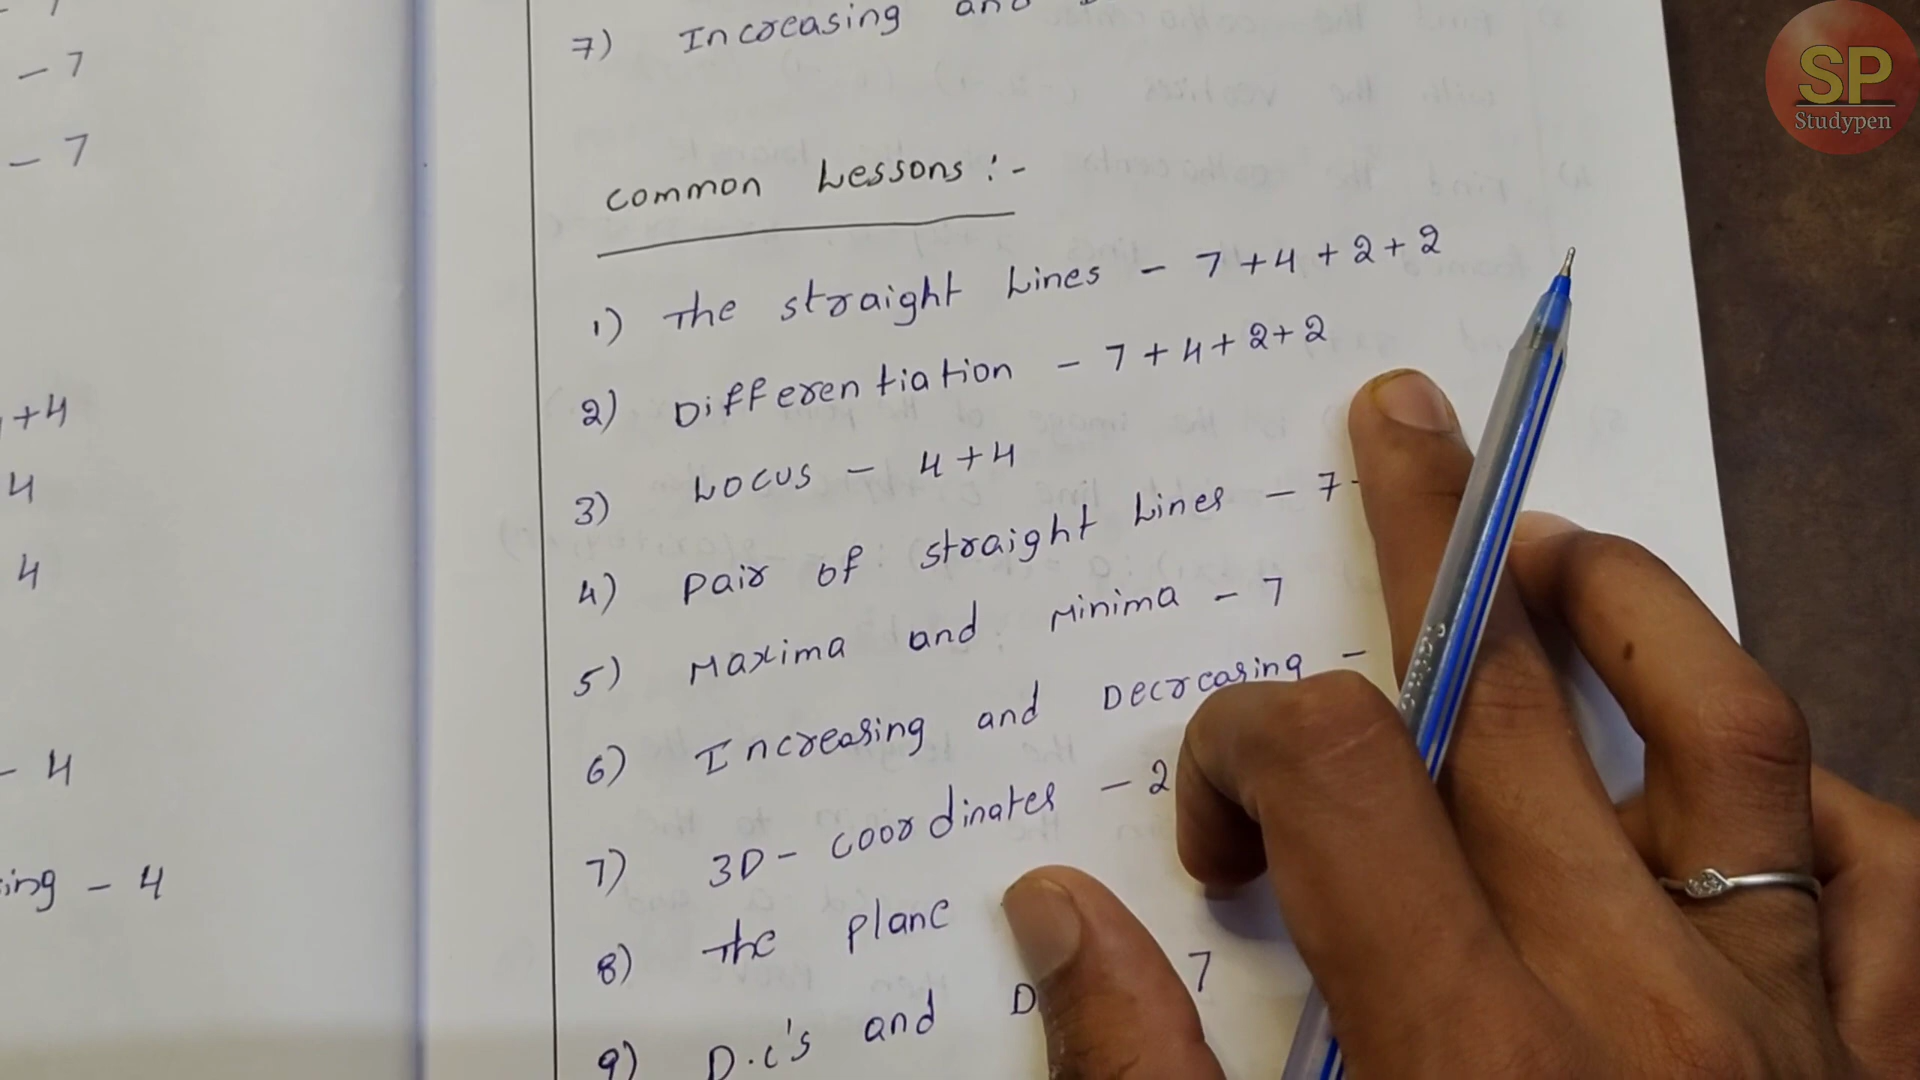 - 7
- 7
+4
4
4
- 4
ing - 4
7) Increasing and
Common Lessons :-
1) The straight Lines - 7+4+2+2
2) Differentiation - 7+4+2+2
3) Locus - 4+4
4) pair of straight Lines - 7
5) Maxima and Minima - 7
6) Increasing and Decreasing -
7) 3D - coordinates - 2
8) The plane
9) D.c's and D 7
SP
Studypen